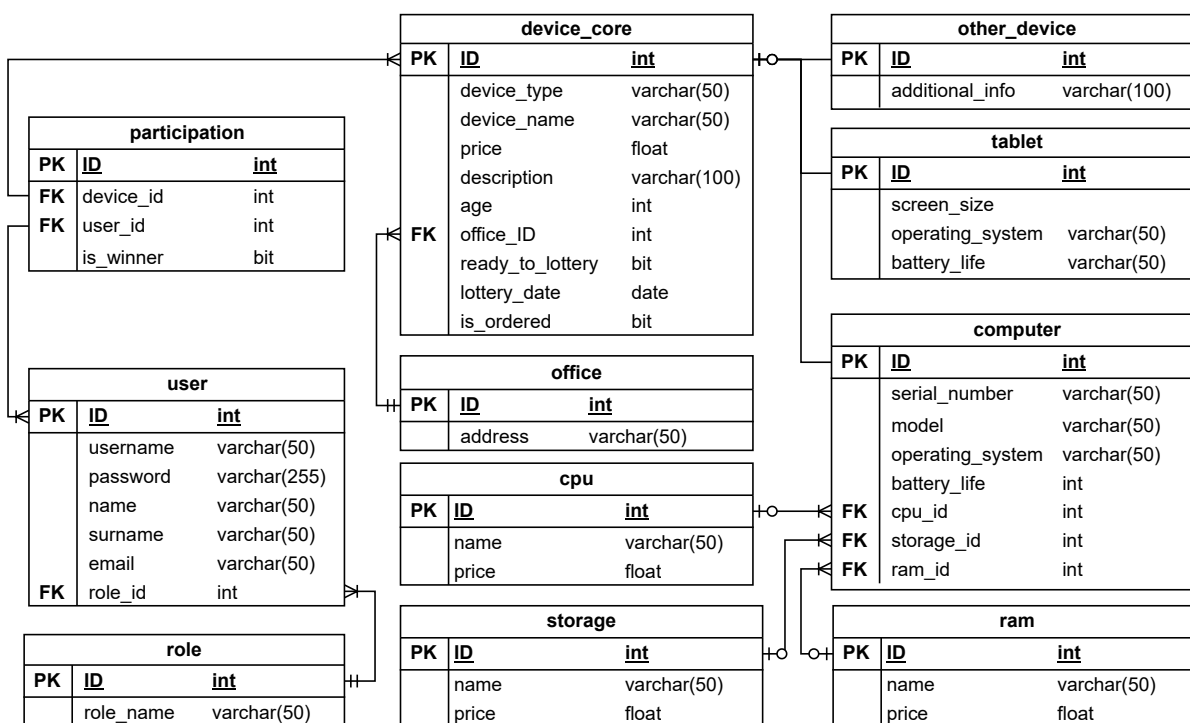 device_core
PK ID int
device_type varchar(50)
device_name varchar(50)
price float
description varchar(100)
age int
FK office_ID int
ready_to_lottery bit
lottery_date date
is_ordered bit
other_device
PK ID int
additional_info varchar(100)
participation
PK ID int
FK device_id int
FK user_id int
is_winner bit
tablet
PK ID int
screen_size
operating_system varchar(50)
battery_life varchar(50)
computer
PK ID int
serial_number varchar(50)
model varchar(50)
operating_system varchar(50)
battery_life int
FK cpu_id int
FK storage_id int
FK ram_id int
user
PK ID int
username varchar(50)
password varchar(255)
name varchar(50)
surname varchar(50)
email varchar(50)
FK role_id int
office
PK ID int
address varchar(50)
cpu
PK ID int
name varchar(50)
price float
role
PK ID int
role_name varchar(50)
storage
PK ID int
name varchar(50)
price float
ram
PK ID int
name varchar(50)
price float